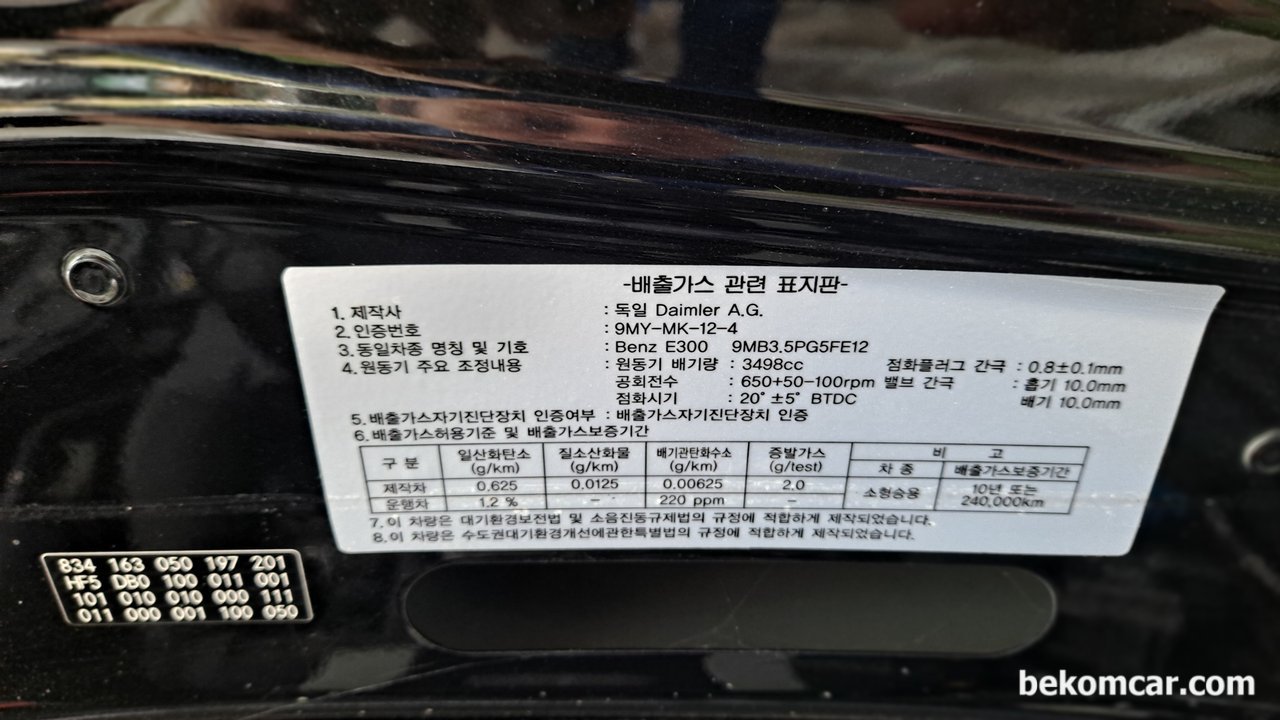 -배출가스 관련 표지판-
1. 제작사 : 독일 Daimler A.G.
2. 인증번호 : 9MY-MK-12-4
3. 동일차종 명칭 및 기호 : Benz E300 9MB3.5PG5FE12
4. 원동기 주요 조정내용 : 원동기 배기량 : 3498cc 점화플러그 간극 : 0.8±0.1mm
공회전수 : 650+50-100rpm 밸브 간극 : 흡기 10.0mm
점화시기 : 20° ±5° BTDC 배기 10.0mm
5. 배출가스자기진단장치 인증여부 : 배출가스자기진단장치 인증
6. 배출가스허용기준 및 배출가스보증기간
구 분 일산화탄소 (g/km) 질소산화물 (g/km) 배기관탄화수소 (g/km) 증발가스 (g/test) 비 고
차 종 배출가스보증기간
제작차 0.625 0.0125 0.00625 2.0 소형승용 10년 또는 240,000km
운행차 1.2 % - 220 ppm -
7. 이 차량은 대기환경보전법 및 소음진동규제법의 규정에 적합하게 제작되었습니다.
8. 이 차량은 수도권대기환경개선에관한특별법의 규정에 적합하게 제작되었습니다.
834 163 050 197 201
HF5 DB0 100 011 001
101 010 010 000 111
011 000 001 100 050
bekomcar.com